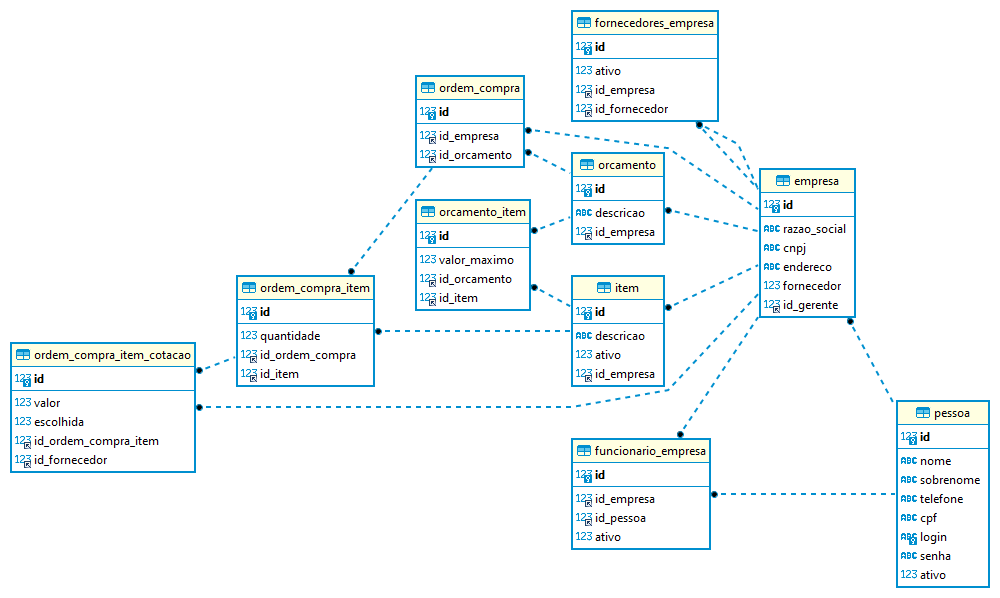 fornecedores_empresa
123 id
123 ativo
123 id_empresa
123 id_fornecedor
ordem_compra
123 id
123 id_empresa
123 id_orcamento
orcamento
123 id
ABC descricao
123 id_empresa
empresa
123 id
ABC razao_social
ABC cnpj
ABC endereco
123 fornecedor
123 id_gerente
orcamento_item
123 id
123 valor_maximo
123 id_orcamento
123 id_item
ordem_compra_item
123 id
123 quantidade
123 id_ordem_compra
123 id_item
item
123 id
ABC descricao
123 ativo
123 id_empresa
ordem_compra_item_cotacao
123 id
123 valor
123 escolhida
123 id_ordem_compra_item
123 id_fornecedor
funcionario_empresa
123 id
123 id_empresa
123 id_pessoa
123 ativo
pessoa
123 id
ABC nome
ABC sobrenome
ABC telefone
ABC cpf
ABC login
ABC senha
123 ativo